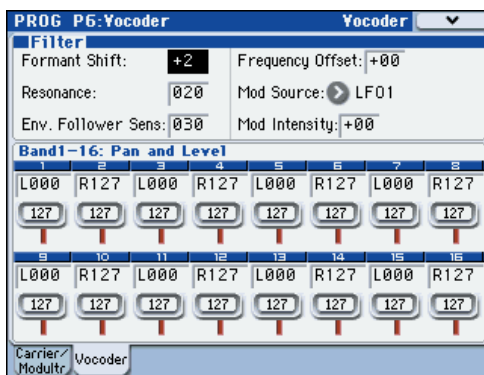 PROG P6:Vocoder Vocoder
Filter
Formant Shift: +2 Frequency Offset: +00
Resonance: 020 Mod Source: LFO1
Env. Follower Sens: 030 Mod Intensity: +00
Band1-16: Pan and Level
1 2 3 4 5 6 7 8
L000 R127 L000 R127 L000 R127 L000 R127
127 127 127 127 127 127 127 127
9 10 11 12 13 14 15 16
L000 R127 L000 R127 L000 R127 L000 R127
127 127 127 127 127 127 127 127
Carrier/
Modultr Vocoder